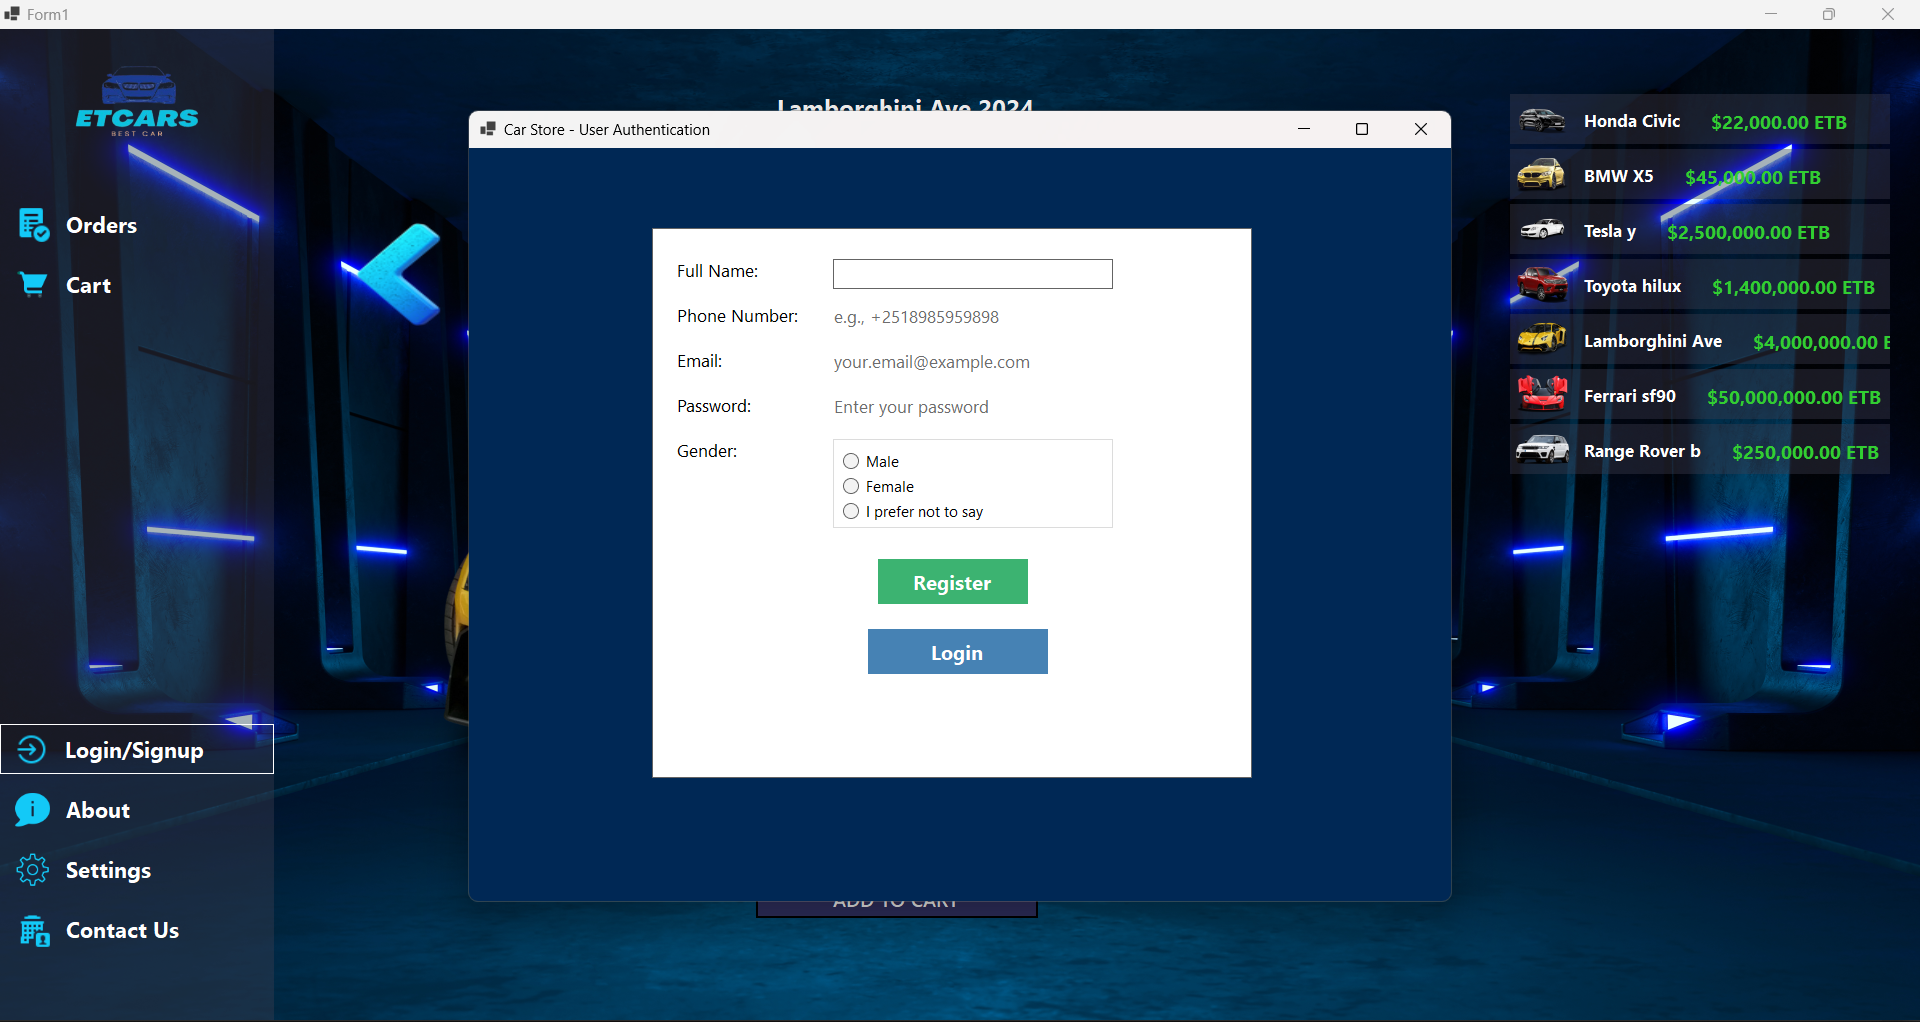 Form1
ETCARS
BEST CAR
Orders
Cart
Login/Signup
About
Settings
Contact Us
Lamborghini Ave 2024
Car Store - User Authentication
Full Name:
Phone Number: e.g., +2518985959898
Email: your.email@example.com
Password: Enter your password
Gender:
Male
Female
I prefer not to say
Register
Login
ADD TO CART
Honda Civic $22,000.00 ETB
BMW X5 $45,000.00 ETB
Tesla y $2,500,000.00 ETB
Toyota hilux $1,400,000.00 ETB
Lamborghini Ave $4,000,000.00 E
Ferrari sf90 $50,000,000.00 ETB
Range Rover b $250,000.00 ETB